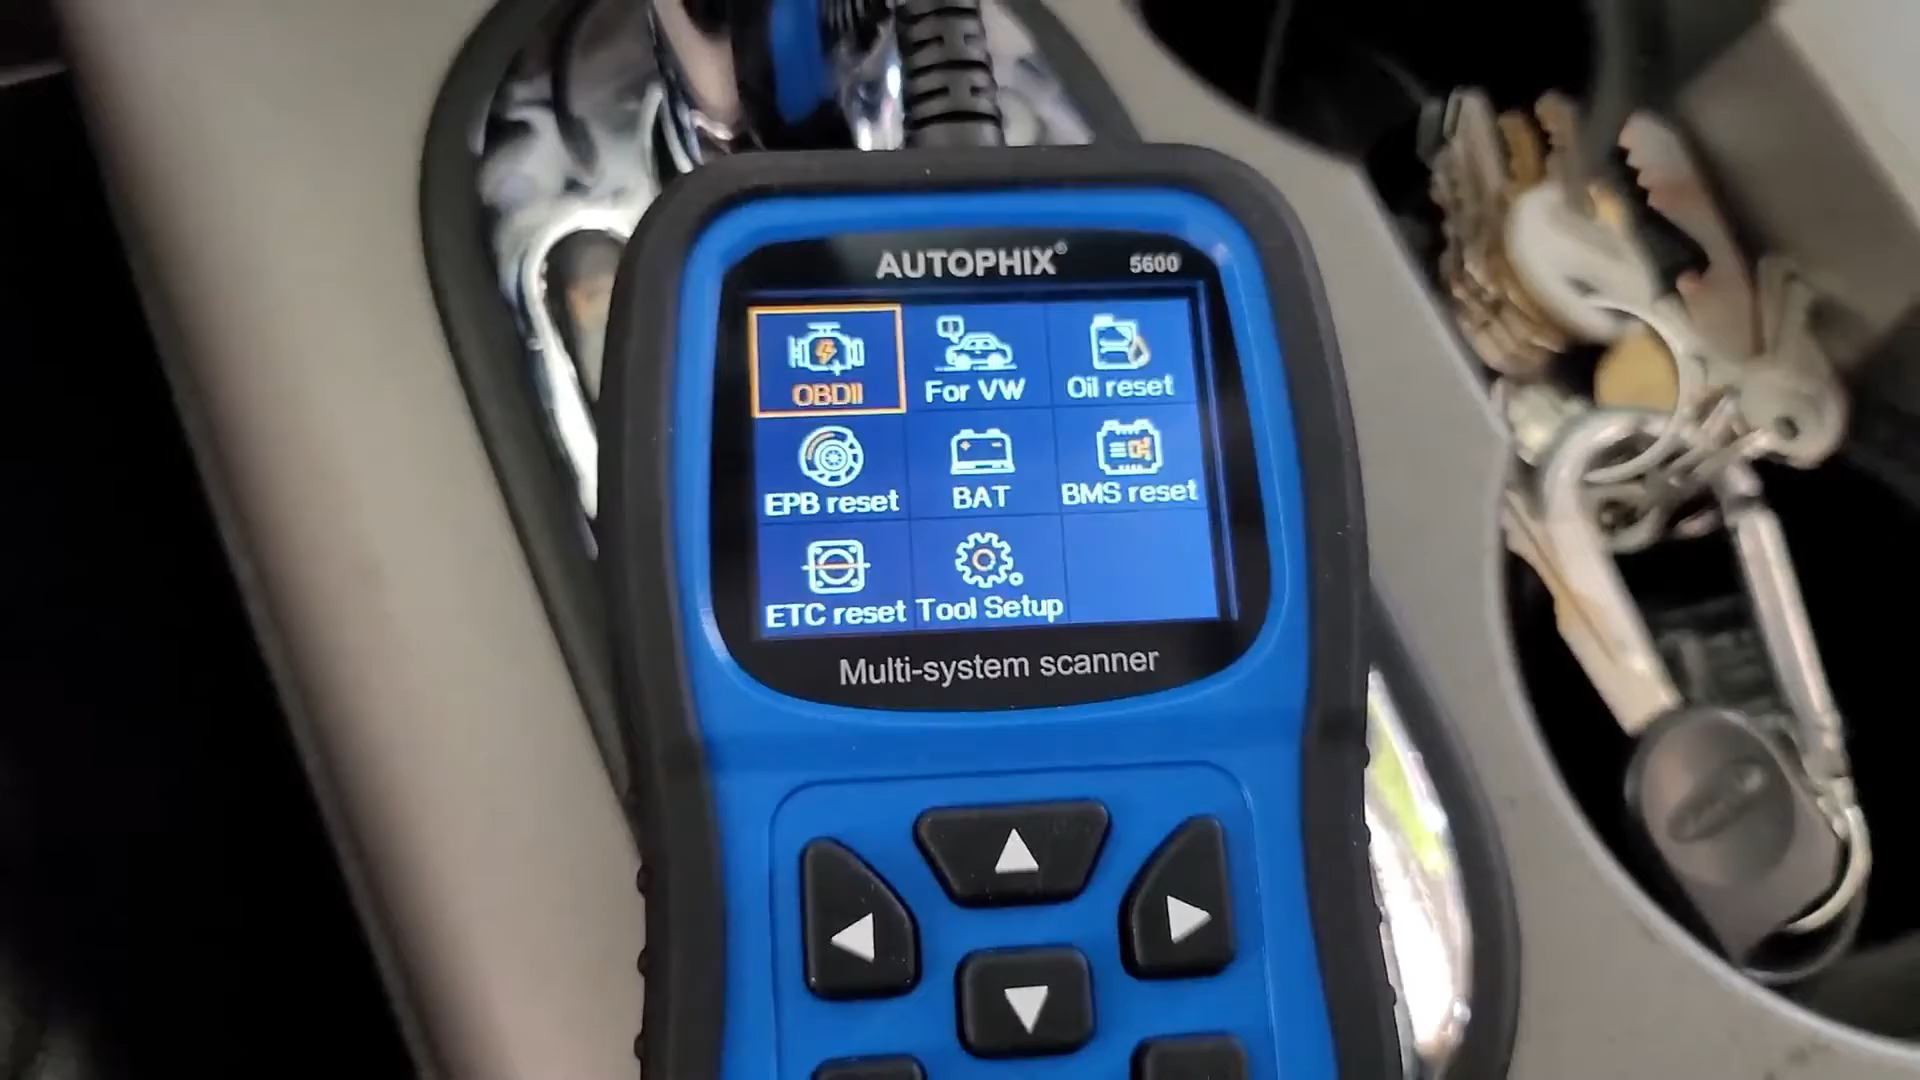 AUTOPHIX® 5600
OBDII For VW Oil reset
EPB reset BAT BMS reset
ETC reset Tool Setup
Multi-system scanner